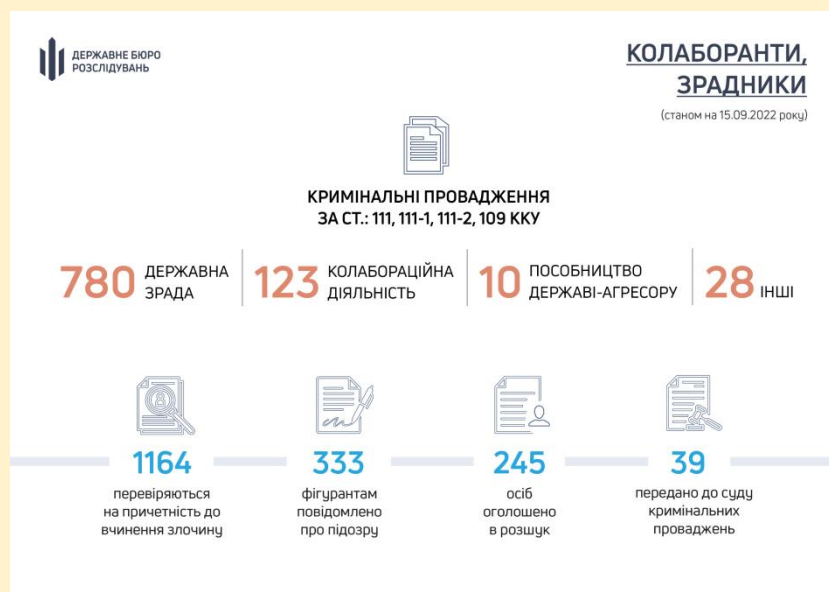 ДЕРЖАВНЕ БЮРО
РОЗСЛІДУВАНЬ
КОЛАБОРАНТИ,
ЗРАДНИКИ
(станом на 15.09.2022 року)
КРИМІНАЛЬНІ ПРОВАДЖЕННЯ
ЗА СТ.: 111, 111-1, 111-2, 109 ККУ
780 ДЕРЖАВНА
ЗРАДА
123 КОЛАБОРАЦІЙНА
ДІЯЛЬНІСТЬ
10 ПОСОБНИЦТВО
ДЕРЖАВІ-АГРЕСОРУ
28 ІНШІ
1164
перевіряються
на причетність до
вчинення злочину
333
фігурантам
повідомлено
про підозру
245
осіб
оголошено
в розшук
39
передано до суду
кримінальних
проваджень